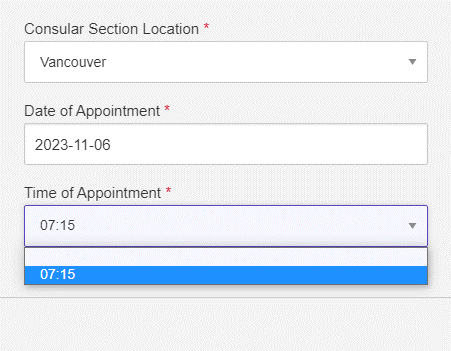 Consular Section Location *
Vancouver
Date of Appointment *
2023-11-06
Time of Appointment *
07:15
07:15